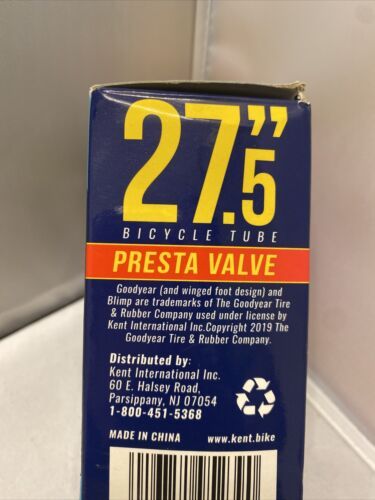 27.5"
BICYCLE TUBE
PRESTA VALVE
Goodyear (and winged foot design) and
Blimp are trademarks of The Goodyear Tire
& Rubber Company used under license by
Kent International Inc.Copyright 2019 The
Goodyear Tire & Rubber Company.
Distributed by:
Kent International Inc.
60 E. Halsey Road,
Parsippany, NJ 07054
1-800-451-5368
MADE IN CHINA
www.kent.bike